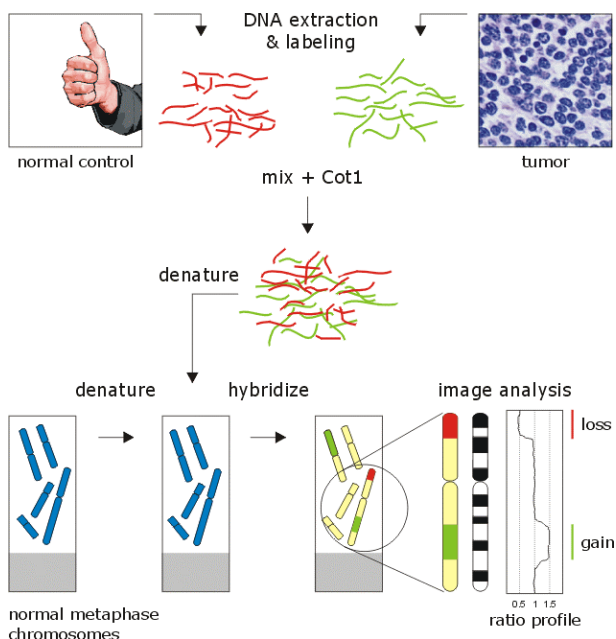 DNA extraction
& labeling
normal control
tumor
mix + Cot1
denature
denature
hybridize
image analysis
loss
gain
0.5 1 1.5
ratio profile
normal metaphase
chromosomes